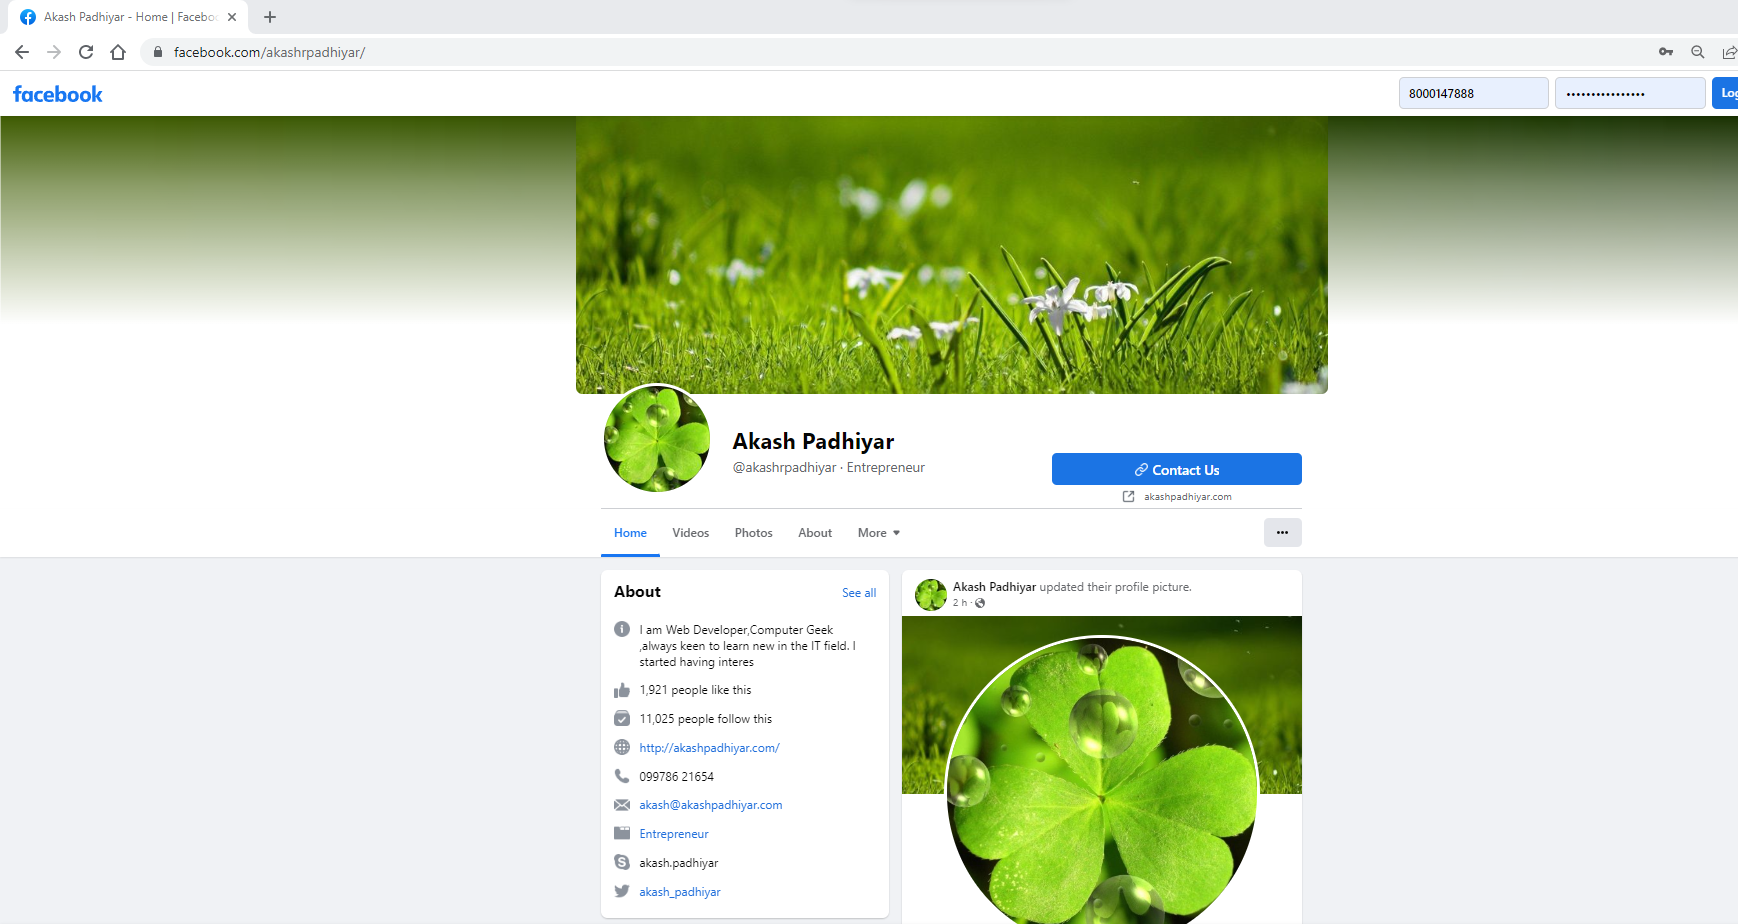 Akash Padhiyar - Home | Facebo
facebook.com/akashrpadhiyar/
facebook
8000147888
••••••••••••••••
Log
Akash Padhiyar
@akashrpadhiyar · Entrepreneur
Contact Us
akashpadhiyar.com
Home Videos Photos About More
About
See all
I am Web Developer,Computer Geek
,always keen to learn new in the IT field. I
started having interes
1,921 people like this
11,025 people follow this
http://akashpadhiyar.com/
099786 21654
akash@akashpadhiyar.com
Entrepreneur
akash.padhiyar
akash_padhiyar
Akash Padhiyar updated their profile picture.
2 h ·